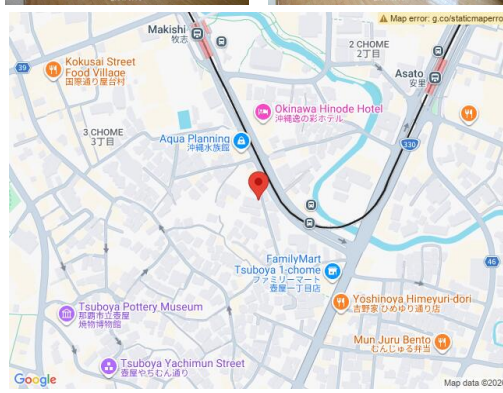 Map error: g.co/staticmaperro
Makishi
牧志
2 CHOME
2丁目
39
Kokusai Street
Food Village
国際通り屋台村
Asato
安里
Okinawa Hinode Hotel
沖縄逸の彩ホテル
3 CHOME
3丁目
Aqua Planning
沖縄水族館
330
FamilyMart
Tsuboya 1-chome
ファミリーマート
壺屋一丁目店
46
Tsuboya Pottery Museum
那覇市立壺屋
焼物博物館
Yoshinoya Himeyuri-dori
吉野家 ひめゆり通り店
Mun Juru Bento
むんじゅる弁当
Tsuboya Yachimun Street
壺屋やちむん通り
Google
Map data ©2026